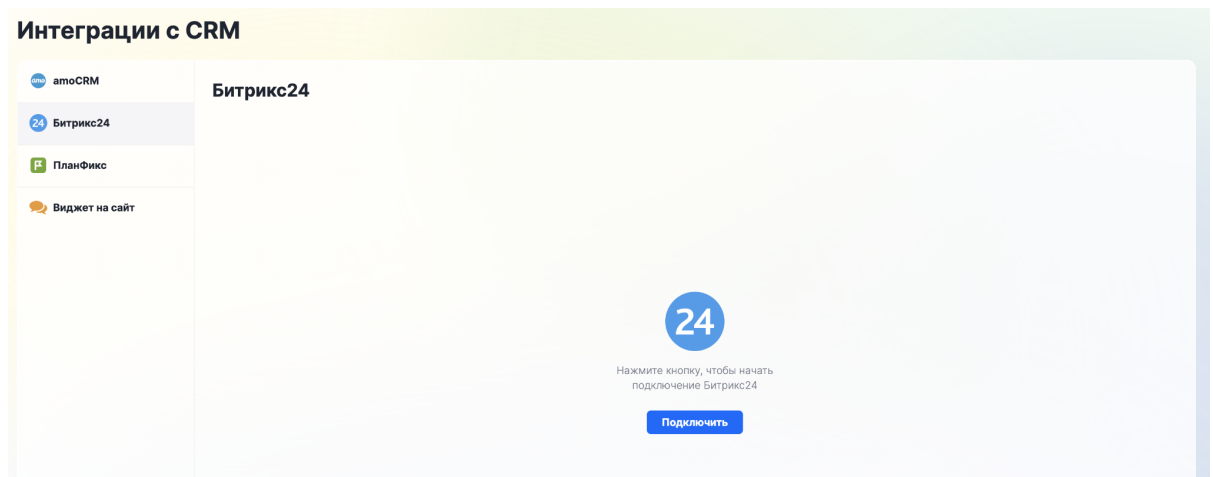 Интеграции с CRM
amo
amoCRM
24
Битрикс24
ПланФикс
Виджет на сайт
Битрикс24
24
Нажмите кнопку, чтобы начать
подключение Битрикс24
Подключить